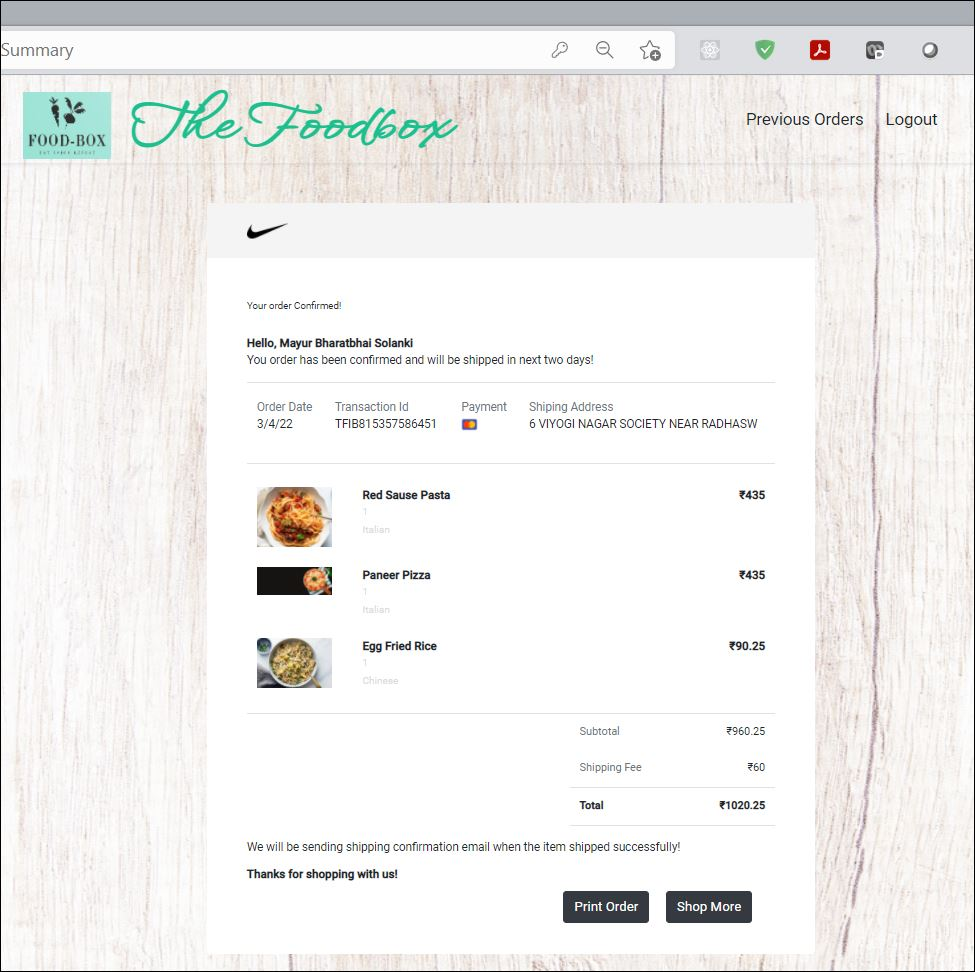 Summary
FOOD-BOX
EAT ENJOY REPEAT
The Foodbox
Previous Orders
Logout
Your order Confirmed!
Hello, Mayur Bharatbhai Solanki
You order has been confirmed and will be shipped in next two days!
Order Date Transaction Id Payment Shiping Address
3/4/22 TFIB815357586451 6 VIYOGI NAGAR SOCIETY NEAR RADHASW
Red Sause Pasta ₹435
1
Italian
Paneer Pizza ₹435
1
Italian
Egg Fried Rice ₹90.25
1
Chinese
Subtotal ₹960.25
Shipping Fee ₹60
Total ₹1020.25
We will be sending shipping confirmation email when the item shipped successfully!
Thanks for shopping with us!
Print Order Shop More